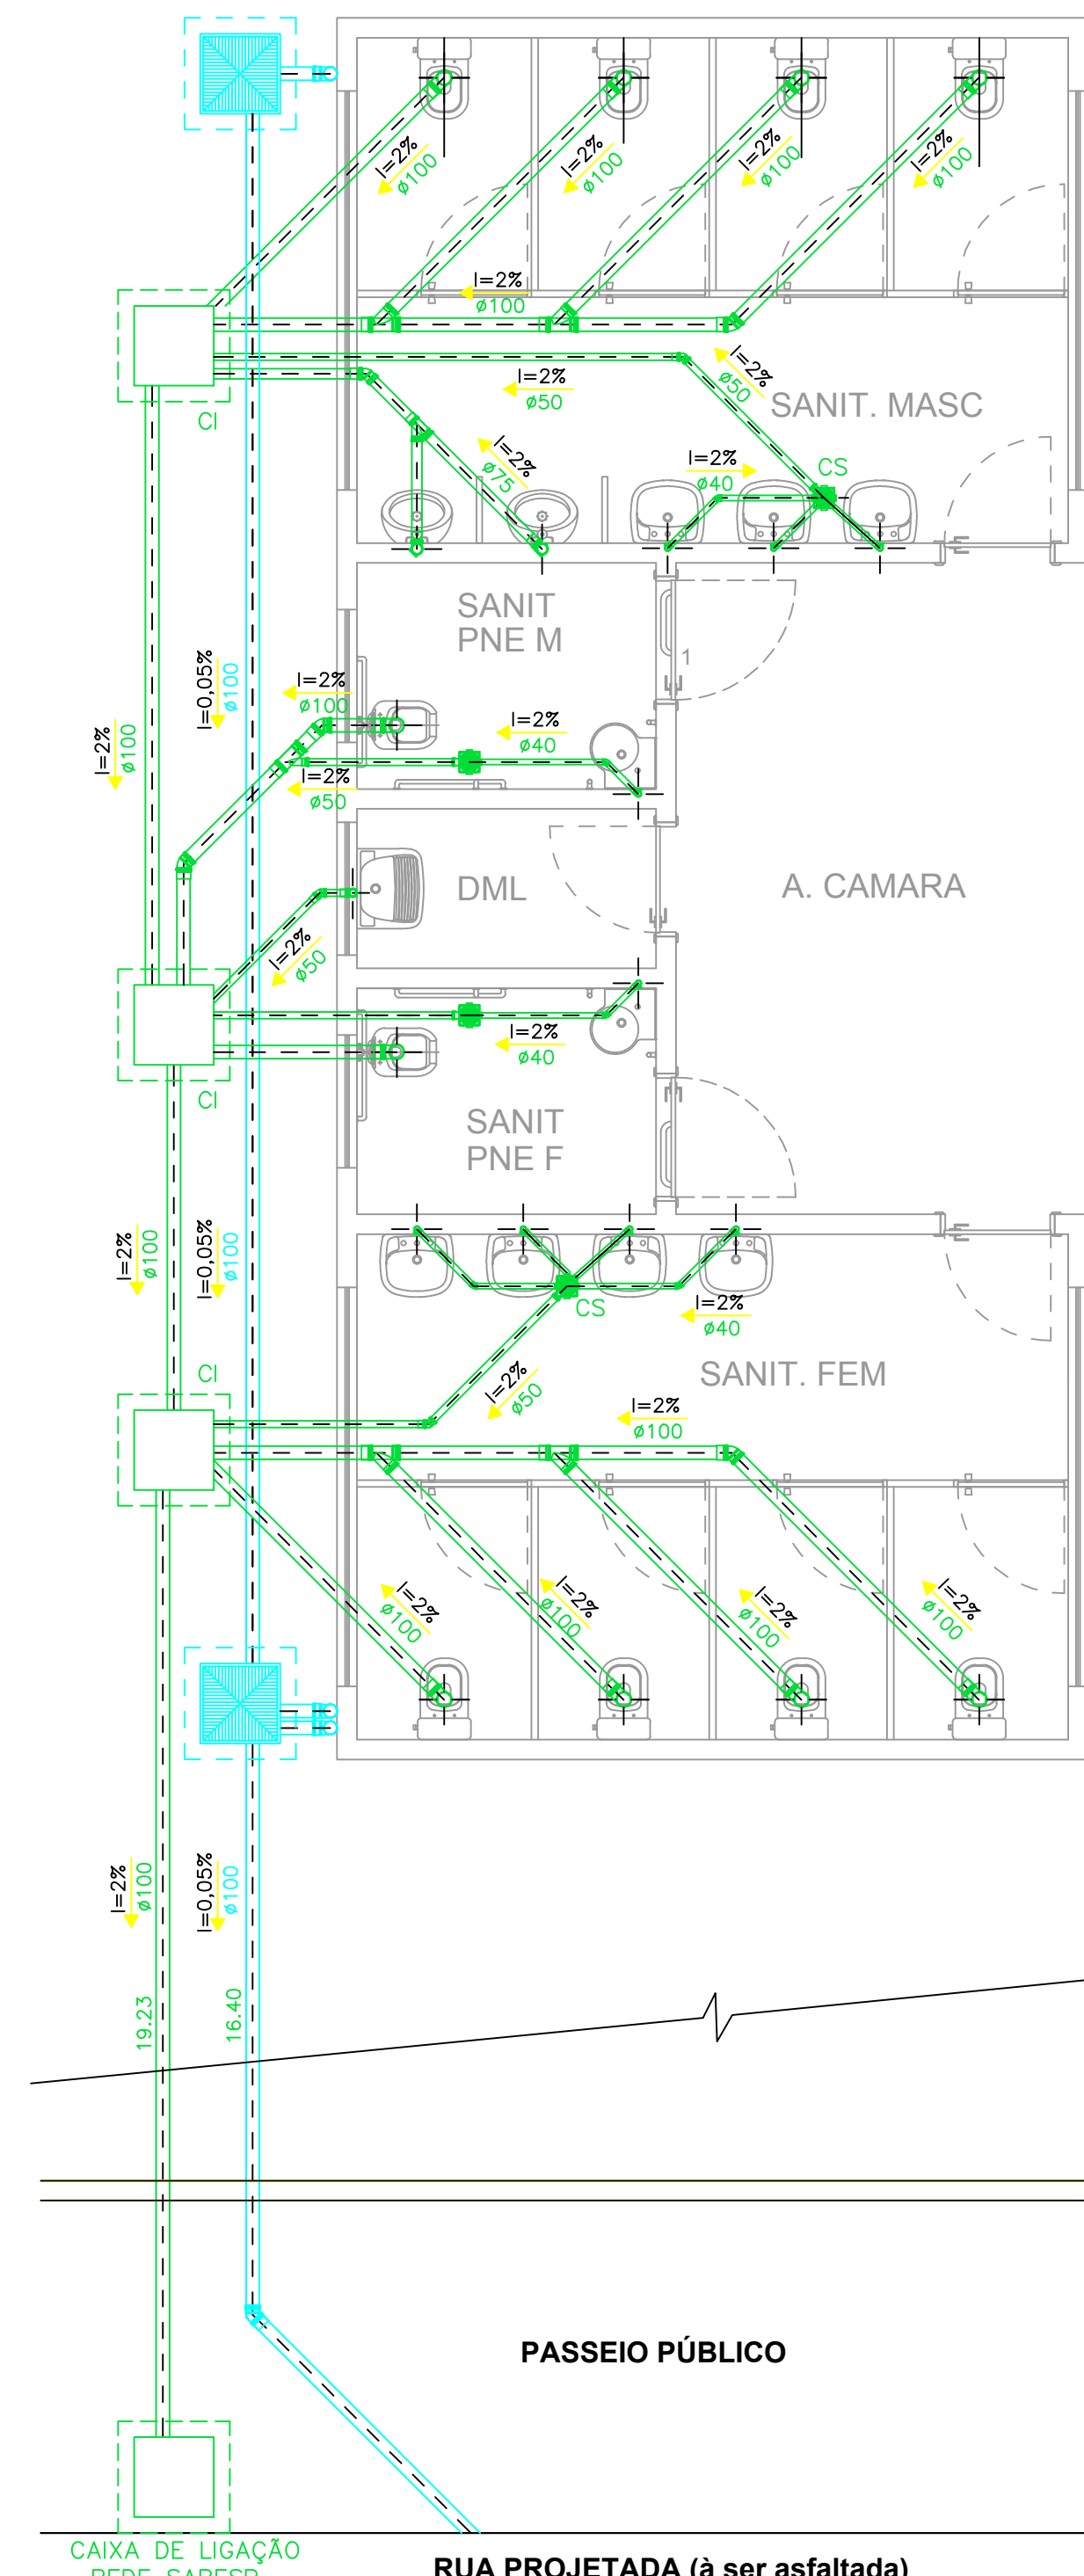 I=2%
ø100
I=2%
ø100
I=2%
ø100
I=2%
ø100
I=2%
ø100
I=2%
ø50
I=2%
ø50
SANIT. MASC
CI
I=2%
ø75
I=2%
ø40
CS
SANIT
PNE M
1
I=0,05%
ø100
I=2%
ø100
I=2%
ø40
I=2%
ø100
I=2%
ø50
DML
A. CAMARA
I=2%
ø50
I=2%
ø40
CI
SANIT
PNE F
I=2%
ø100
I=0,05%
ø100
CS
I=2%
ø40
CI
I=2%
ø50
SANIT. FEM
I=2%
ø100
I=2%
ø100
I=2%
ø100
I=2%
ø100
I=2%
ø100
I=2%
ø100
I=0,05%
ø100
19.23
16.40
PASSEIO PÚBLICO
CAIXA DE LIGAÇÃO
REDE SABESP
RUA PROJETADA (à ser asfaltada)